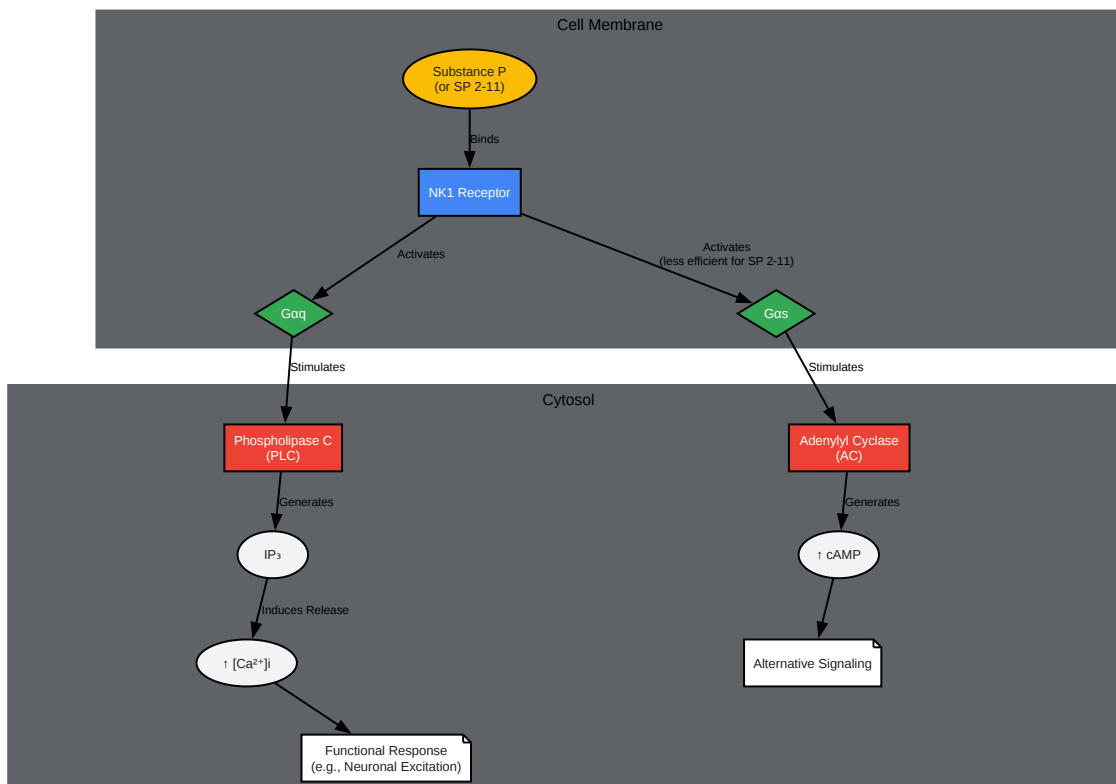 Cell Membrane
Substance P
(or SP 2-11)
Binds
NK1 Receptor
Activates
Activates
(less efficient for SP 2-11)
Gαq
Gαs
Stimulates
Stimulates
Cytosol
Phospholipase C
(PLC)
Adenylyl Cyclase
(AC)
Generates
Generates
IP₃
↑ cAMP
Induces Release
↑ [Ca²⁺]i
Alternative Signaling
Functional Response
(e.g., Neuronal Excitation)